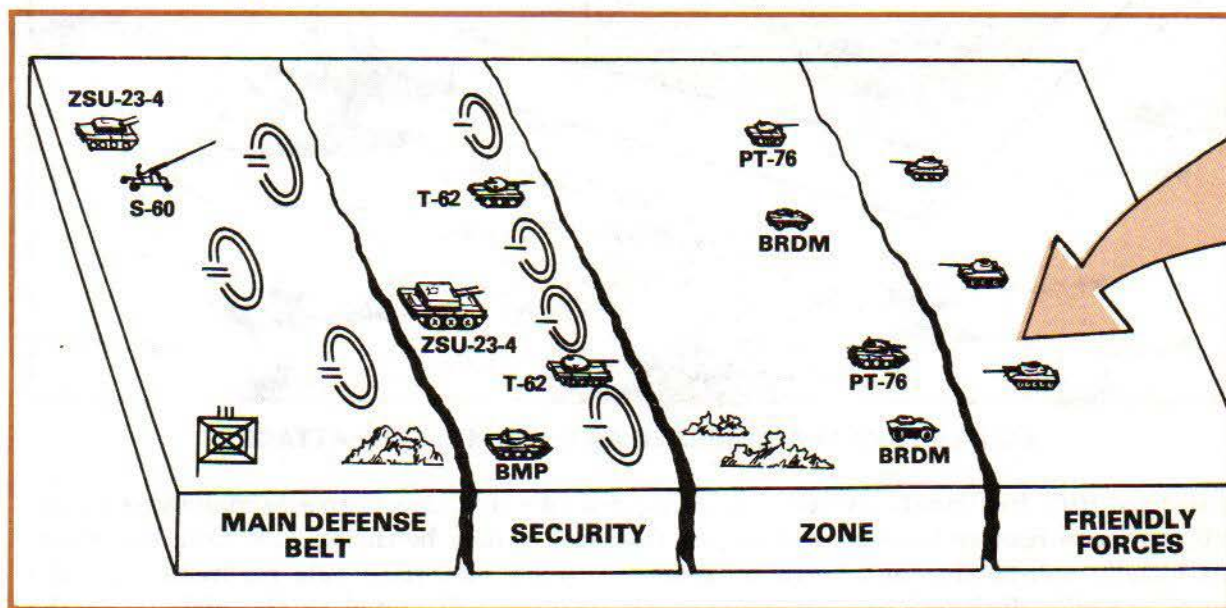 ZSU-23-4
S-60
T-62
ZSU-23-4
T-62
BMP
PT-76
BRDM
PT-76
BRDM
MAIN DEFENSE
BELT
SECURITY
ZONE
FRIENDLY
FORCES